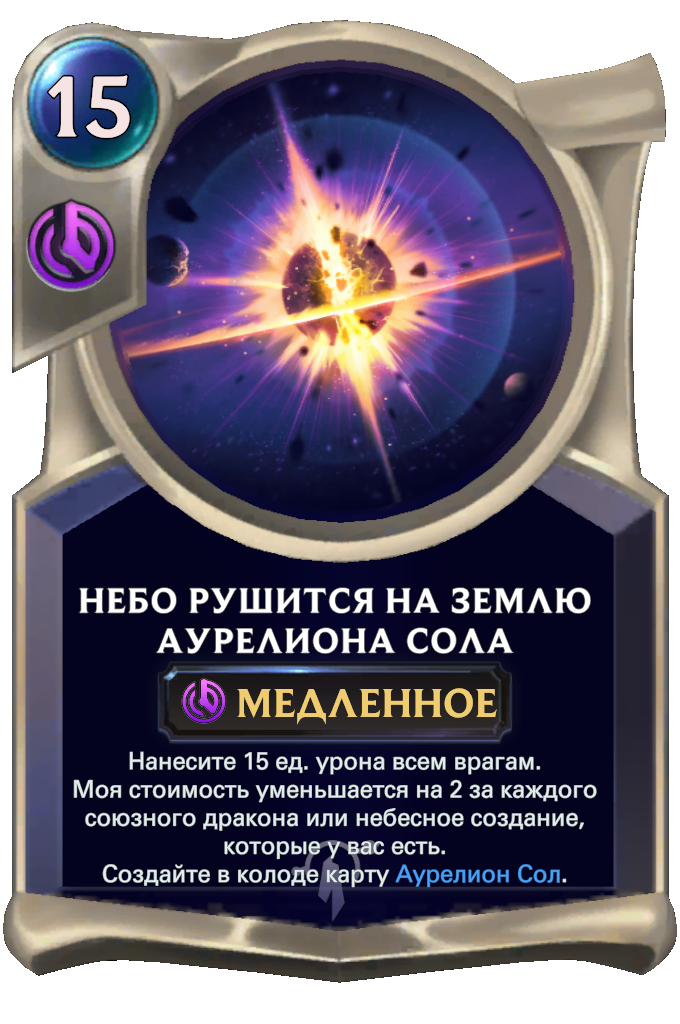 15
НЕБО РУШИТСЯ НА ЗЕМЛЮ
АУРЕЛИОНА СОЛА
МЕДЛЕННОЕ
Нанесите 15 ед. урона всем врагам.
Моя стоимость уменьшается на 2 за каждого
союзного дракона или небесное создание,
которые у вас есть.
Создайте в колоде карту Аурелион Сол.